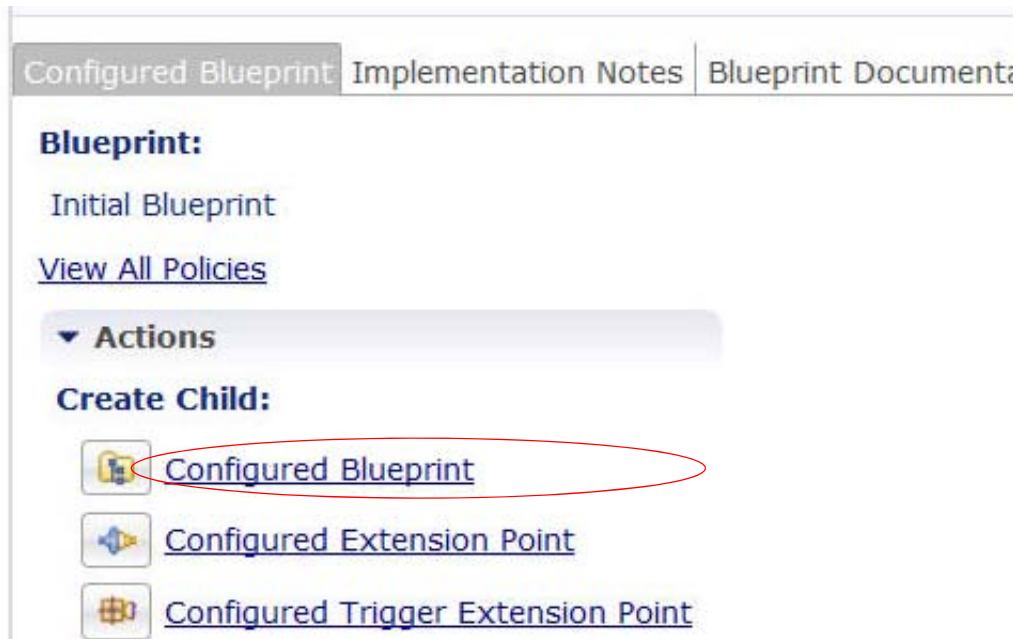 Configured Blueprint Implementation Notes Blueprint Documenta
Blueprint:
Initial Blueprint
View All Policies
Actions
Create Child:
Configured Blueprint
Configured Extension Point
Configured Trigger Extension Point